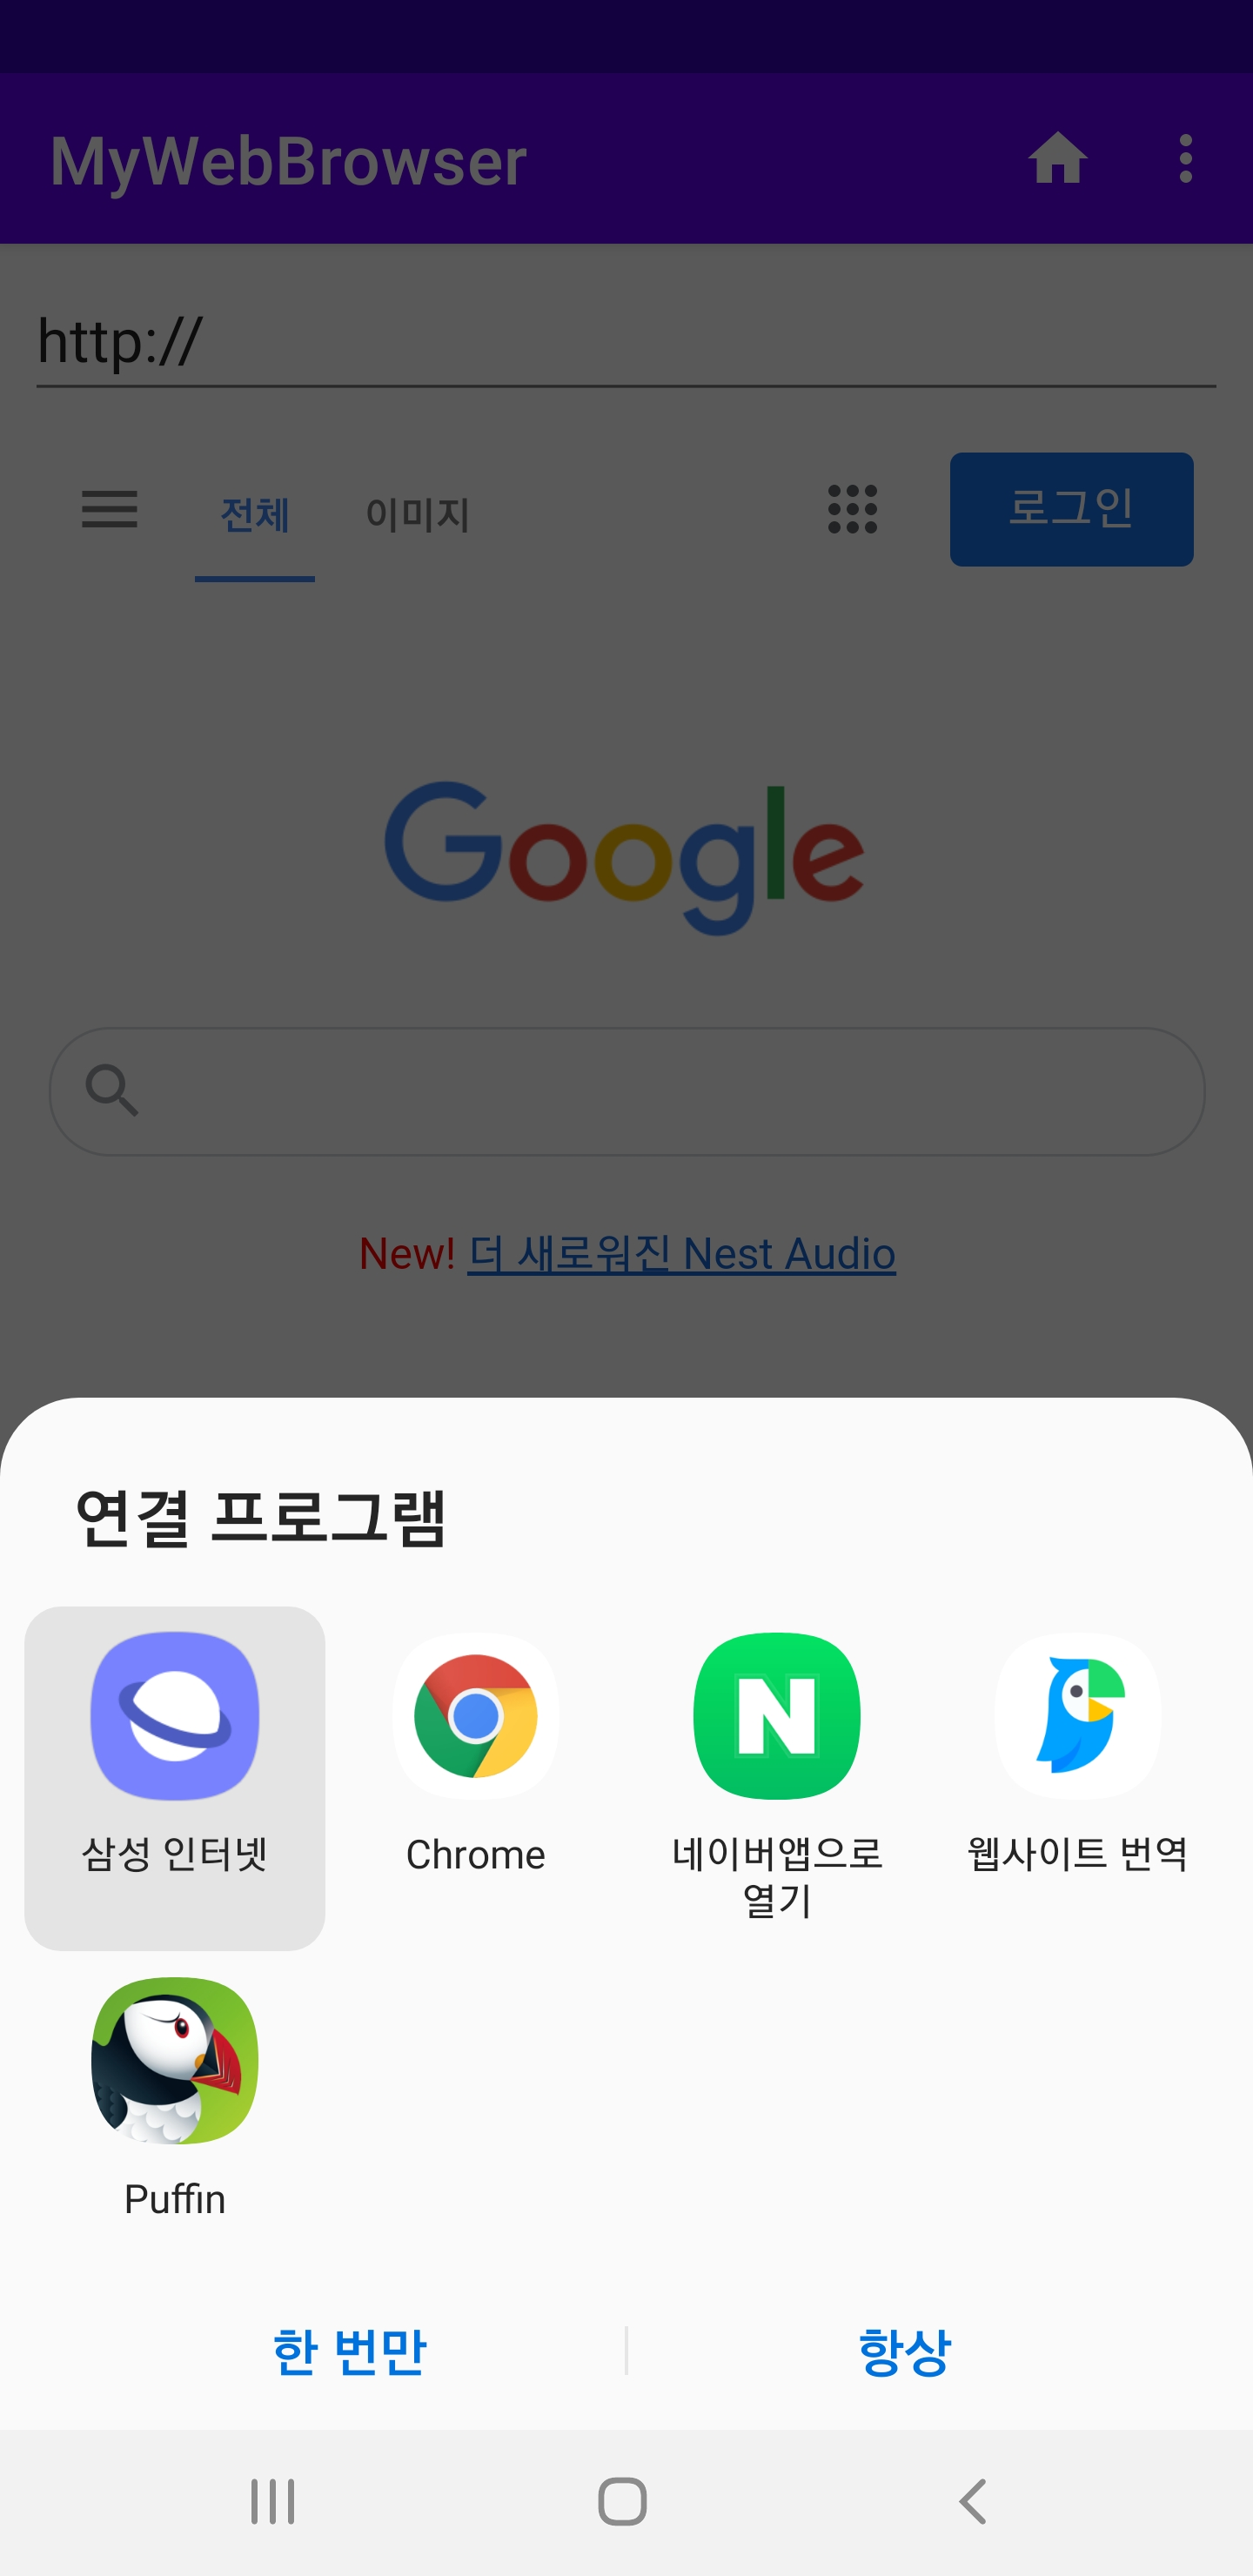 MyWebBrowser
http://
전체 이미지 로그인
Google
New! 더 새로워진 Nest Audio
연결 프로그램
삼성 인터넷
Chrome
네이버앱으로
열기
웹사이트 번역
Puffin
한 번만 항상